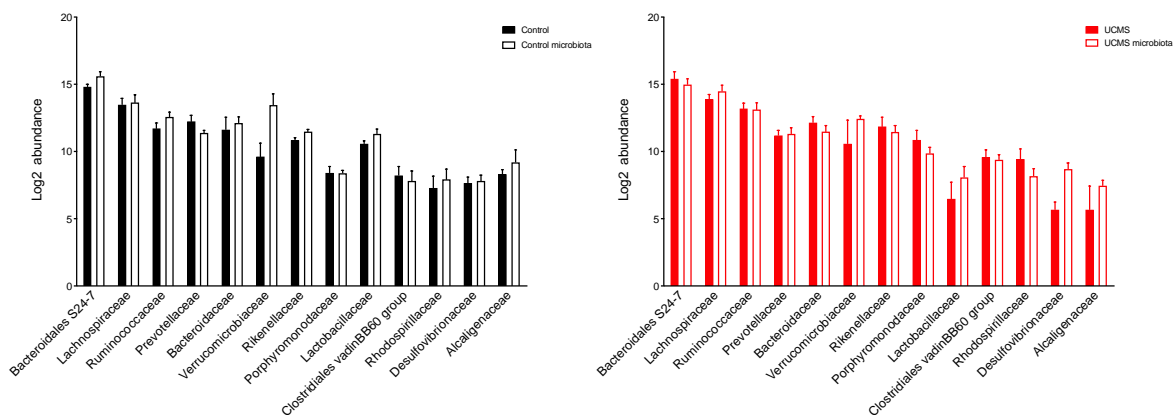 20
15
10
5
0
Log2 abundance
Control
Control microbiota
Bacteroidales S24-7
Lachnospiraceae
Ruminococcaceae
Prevotellaceae
Bacteroidaceae
Verrucomicrobiaceae
Rikenellaceae
Porphyromonodaceae
Lactobacillaceae
Clostridiales vadinBB60 group
Rhodospirillaceae
Desulfovibrionaceae
Alcaligenaceae
20
15
10
5
0
Log2 abundance
UCMS
UCMS microbiota
Bacteroidales S24-7
Lachnospiraceae
Ruminococcaceae
Prevotellaceae
Bacteroidaceae
Verrucomicrobiaceae
Rikenellaceae
Porphyromonodaceae
Lactobacillaceae
Clostridiales vadinBB60 group
Rhodospirillaceae
Desulfovibrionaceae
Alcaligenaceae